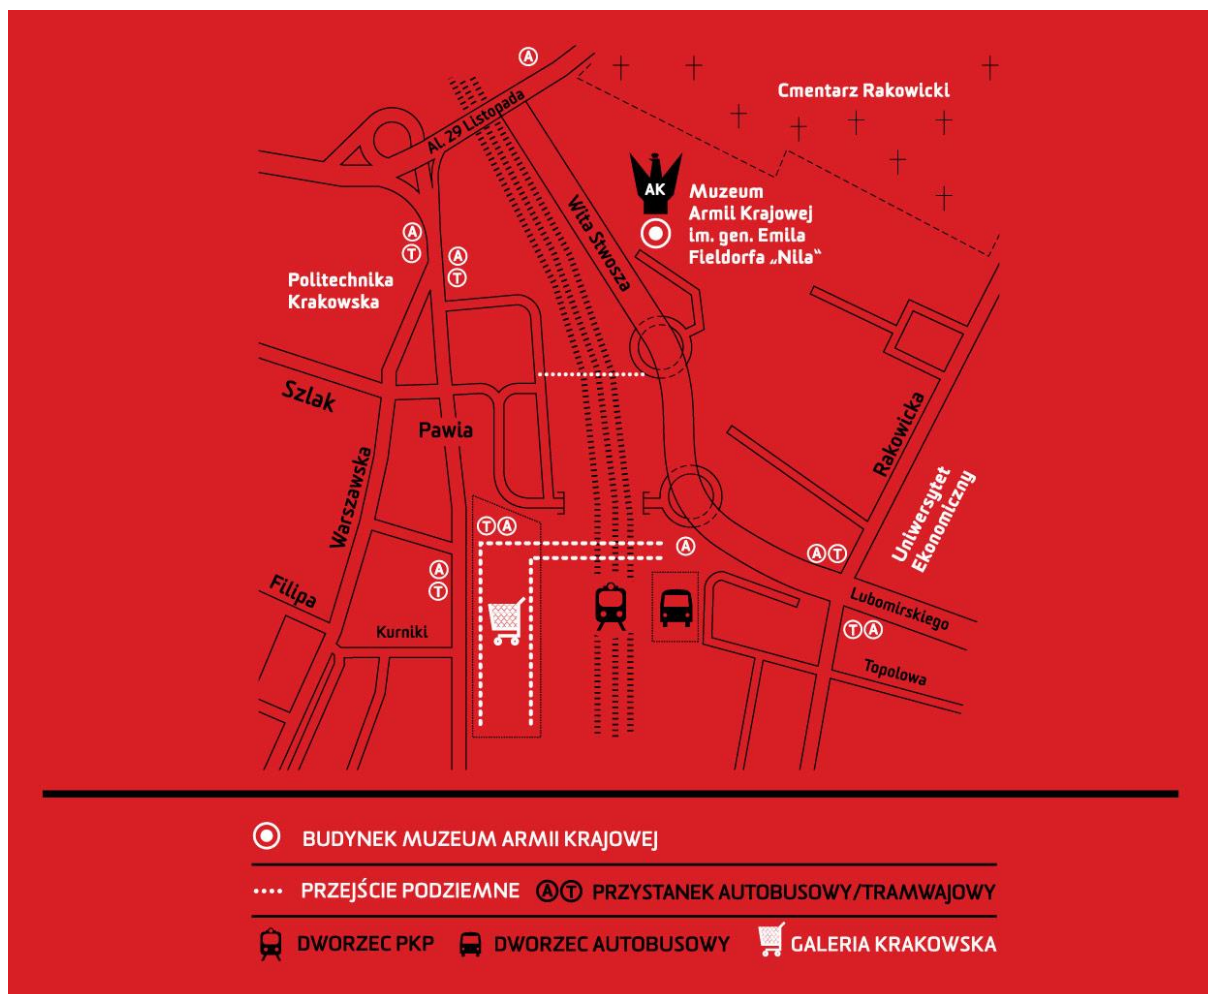 A
Cmentarz Rakowicki
AL 29 Listopada
AK
Muzeum
Armii Krajowej
im. gen. Emila
Fieldorfa „Nila“
Wita Stwosza
A
T
A
T
Politechnika
Krakowska
Szlak
Pawia
Rakowicka
Warszawska
Uniwersytet
Ekonomiczny
T A
A
A T
A
T
Filipa
Kurniki
Lubomirskiego
T A
Topolowa
BUDYNEK MUZEUM ARMII KRAJOWEJ
PRZEJŚCIE PODZIEMNE A T PRZYSTANEK AUTOBUSOWY/TRAMWAJOWY
DWORZEC PKP DWORZEC AUTOBUSOWY GALERIA KRAKOWSKA